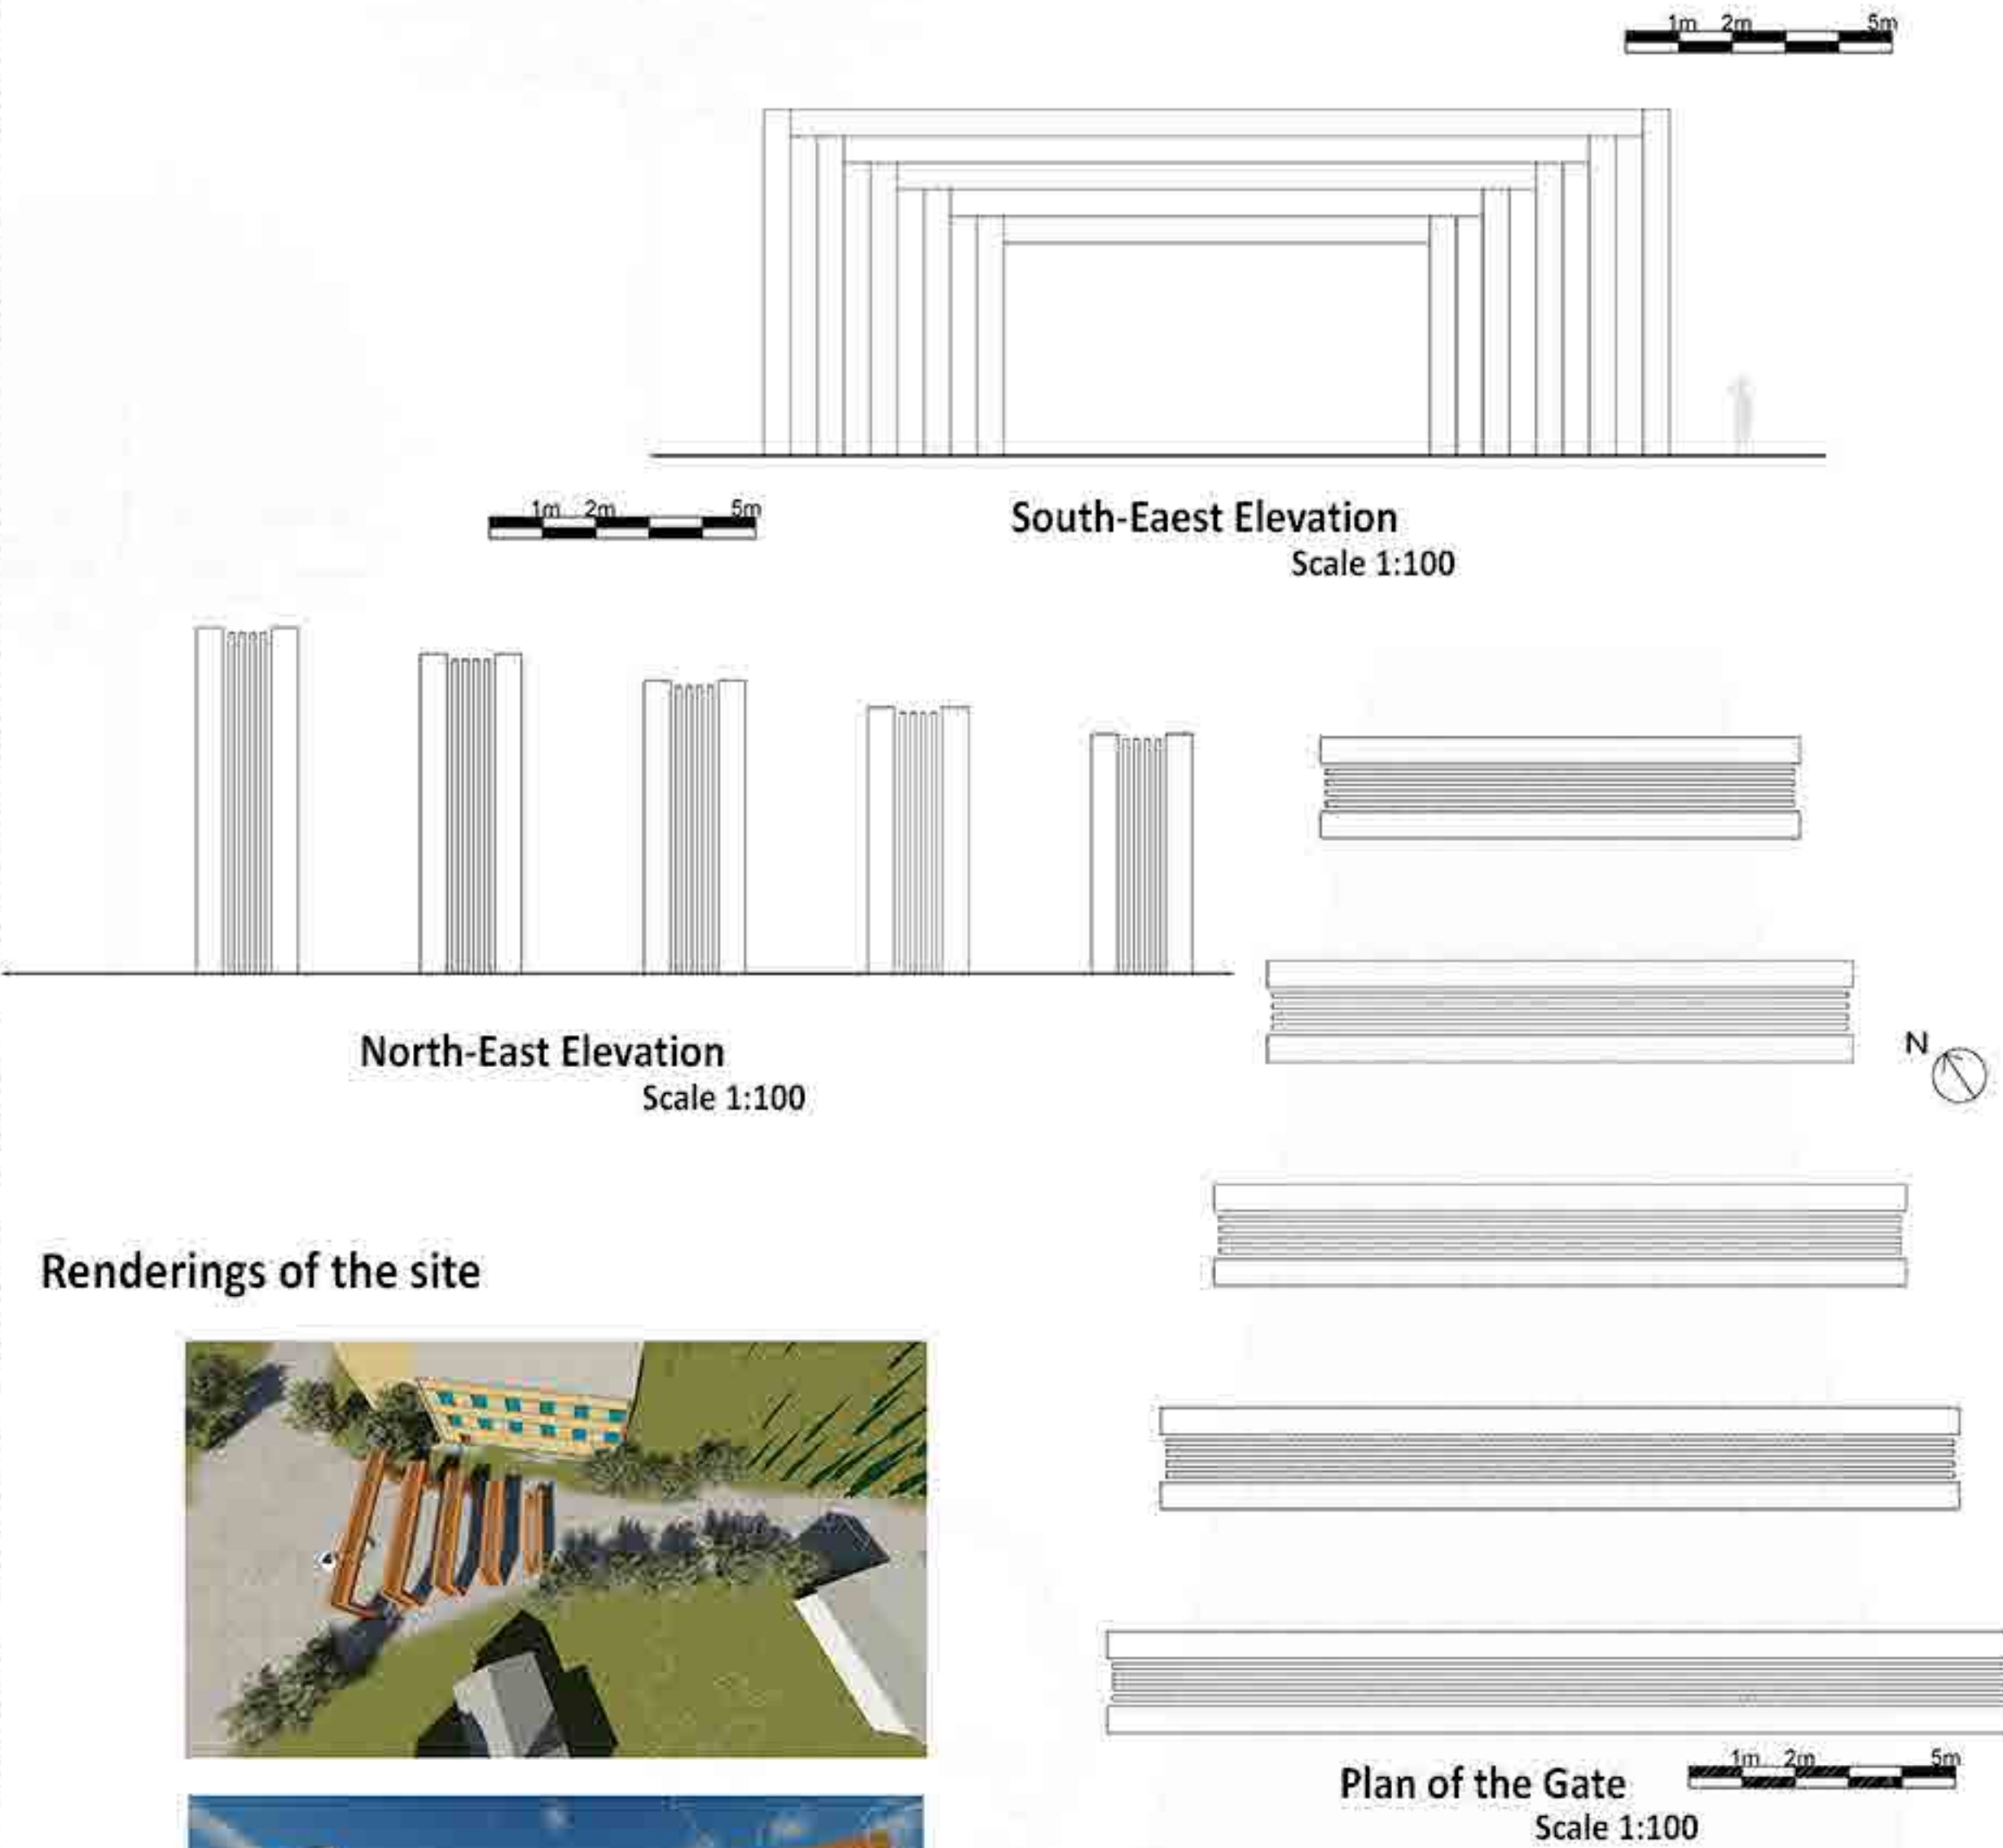 1m 2m 5m
South-Eaest Elevation
Scale 1:100
1m 2m 5m
North-East Elevation
Scale 1:100
N
Renderings of the site
Plan of the Gate
Scale 1:100
1m 2m 5m